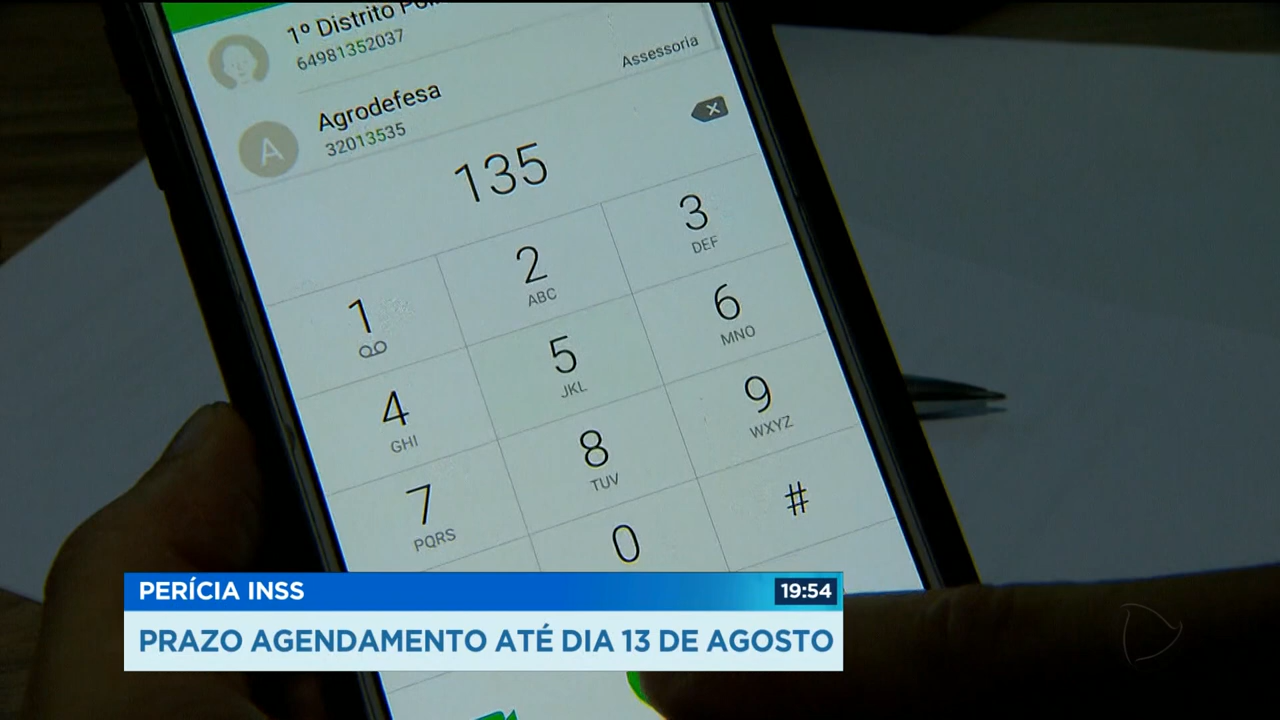 1º Distrito
64981352037
Assessoria
Agrodefesa
A
32013535
135
1
2
ABC
3
DEF
4
GHI
5
JKL
6
MNO
7
PQRS
8
TUV
9
WXYZ
0
#
PERÍCIA INSS
19:54
PRAZO AGENDAMENTO ATÉ DIA 13 DE AGOSTO